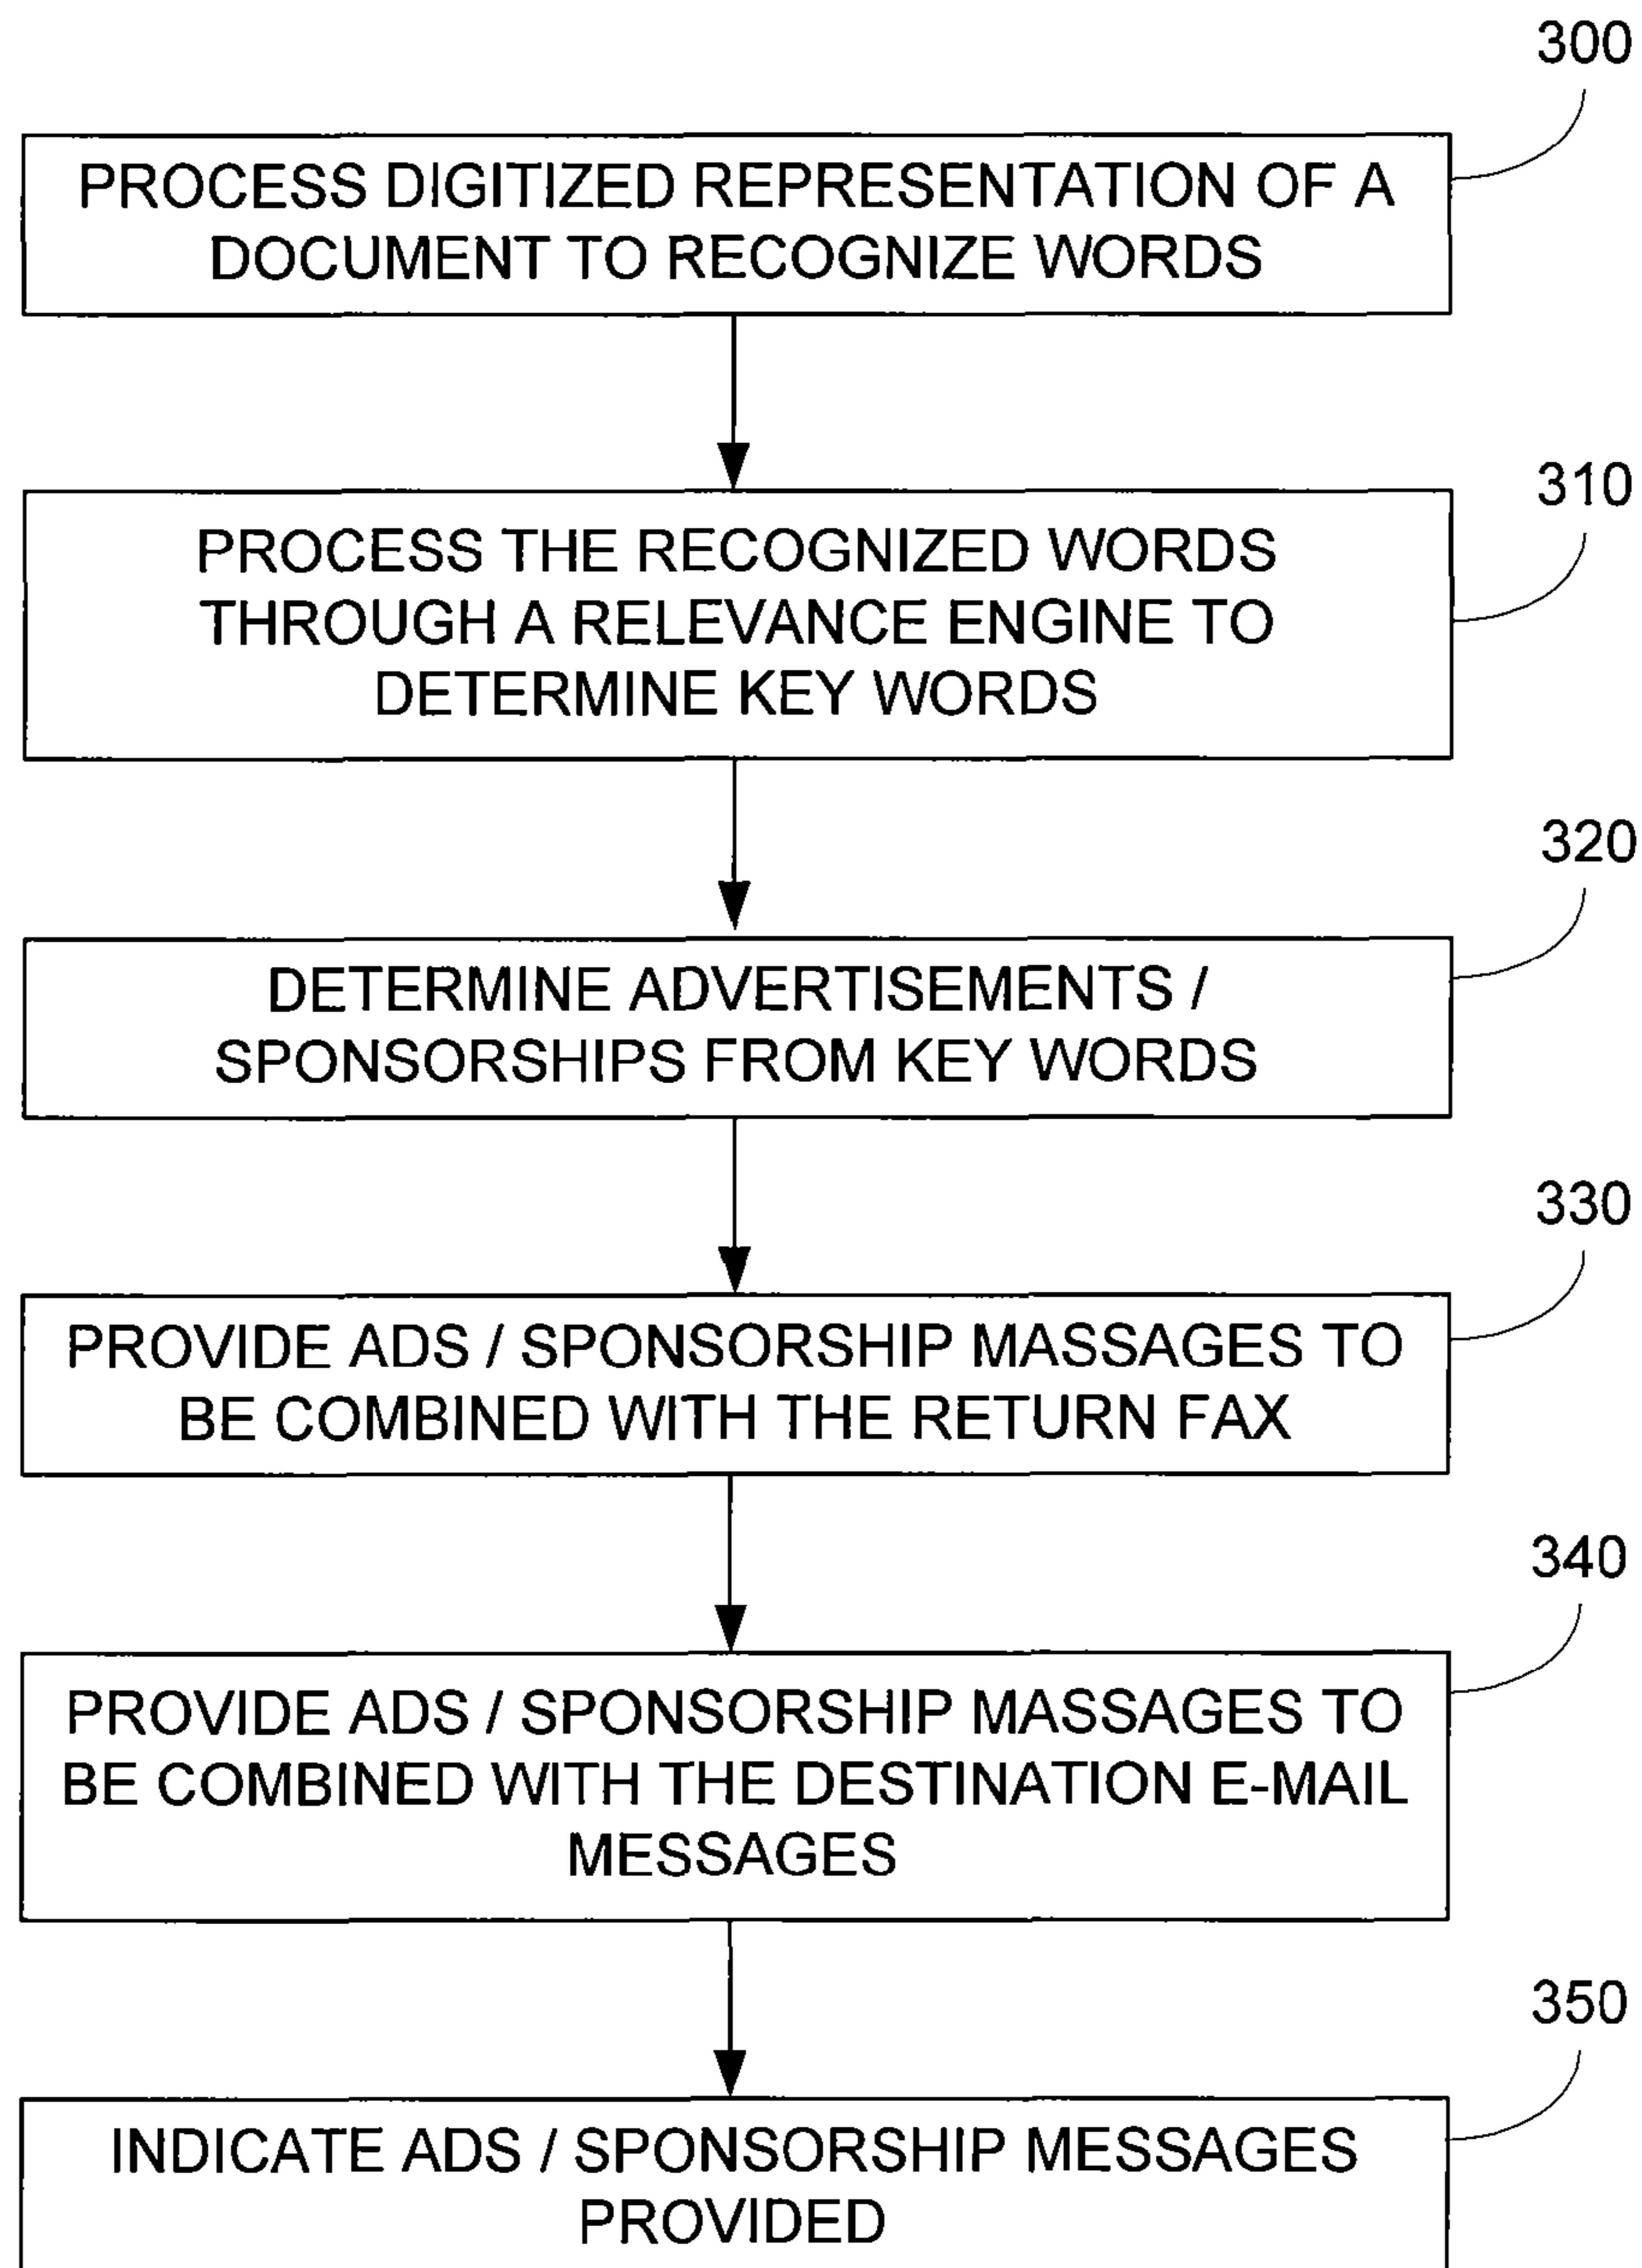 300
PROCESS DIGITIZED REPRESENTATION OF A
DOCUMENT TO RECOGNIZE WORDS
310
PROCESS THE RECOGNIZED WORDS
THROUGH A RELEVANCE ENGINE TO
DETERMINE KEY WORDS
320
DETERMINE ADVERTISEMENTS /
SPONSORSHIPS FROM KEY WORDS
330
PROVIDE ADS / SPONSORSHIP MASSAGES TO
BE COMBINED WITH THE RETURN FAX
340
PROVIDE ADS / SPONSORSHIP MASSAGES TO
BE COMBINED WITH THE DESTINATION E-MAIL
MESSAGES
350
INDICATE ADS / SPONSORSHIP MESSAGES
PROVIDED